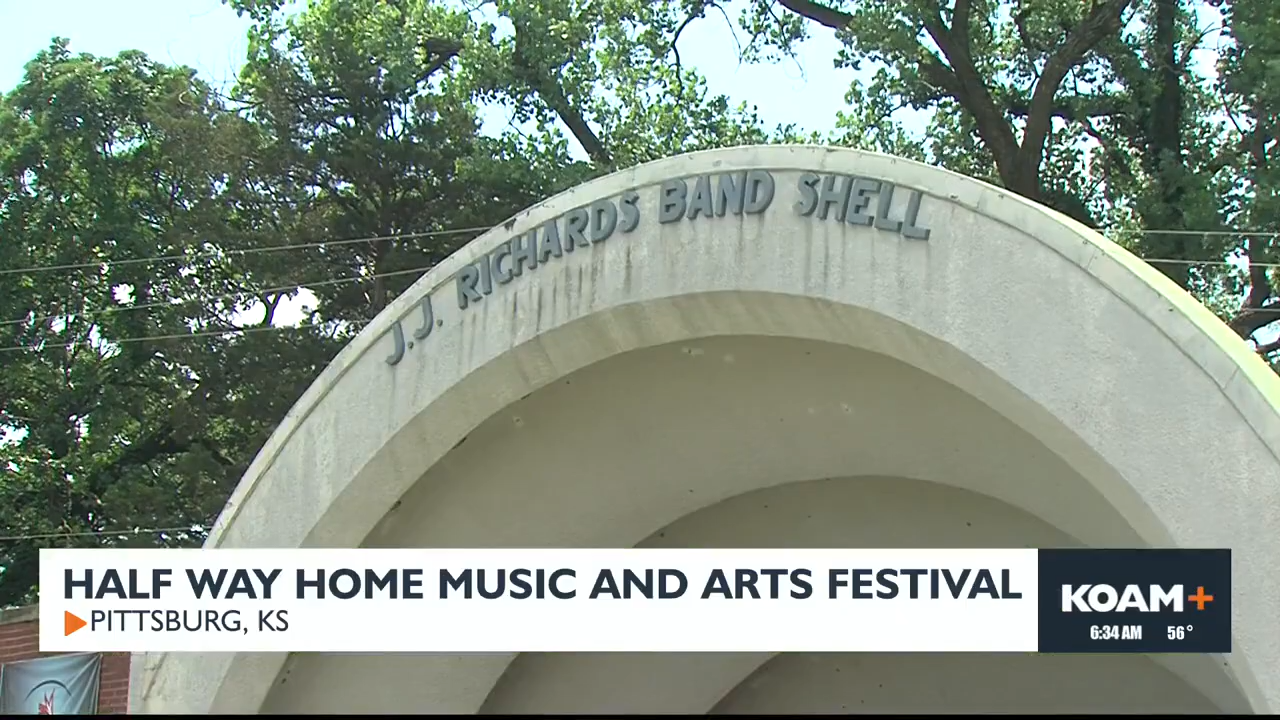 J.J. RICHARDS BAND SHELL
HALF WAY HOME MUSIC AND ARTS FESTIVAL
PITTSBURG, KS
KOAM+
6:34 AM 56°